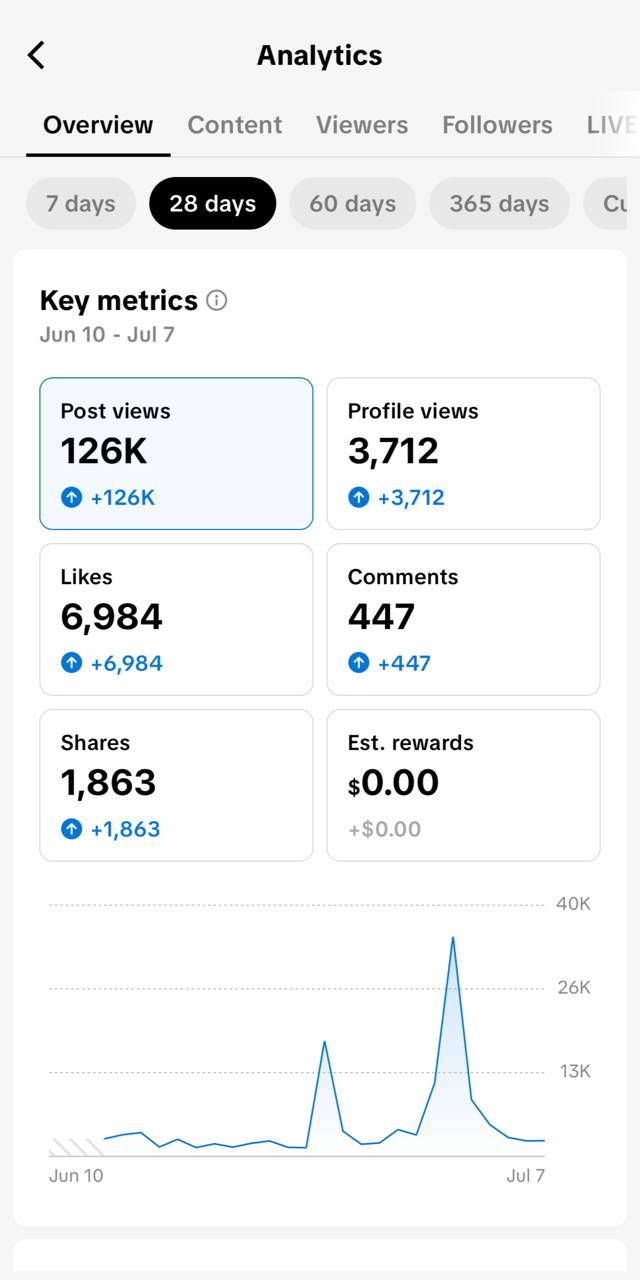 Analytics
Overview Content Viewers Followers LIVE
7 days 28 days 60 days 365 days Cu
Key metrics
Jun 10 - Jul 7
Post views
126K
+126K
Profile views
3,712
+3,712
Likes
6,984
+6,984
Comments
447
+447
Shares
1,863
+1,863
Est. rewards
$0.00
+$0.00
40K
26K
13K
Jun 10 Jul 7